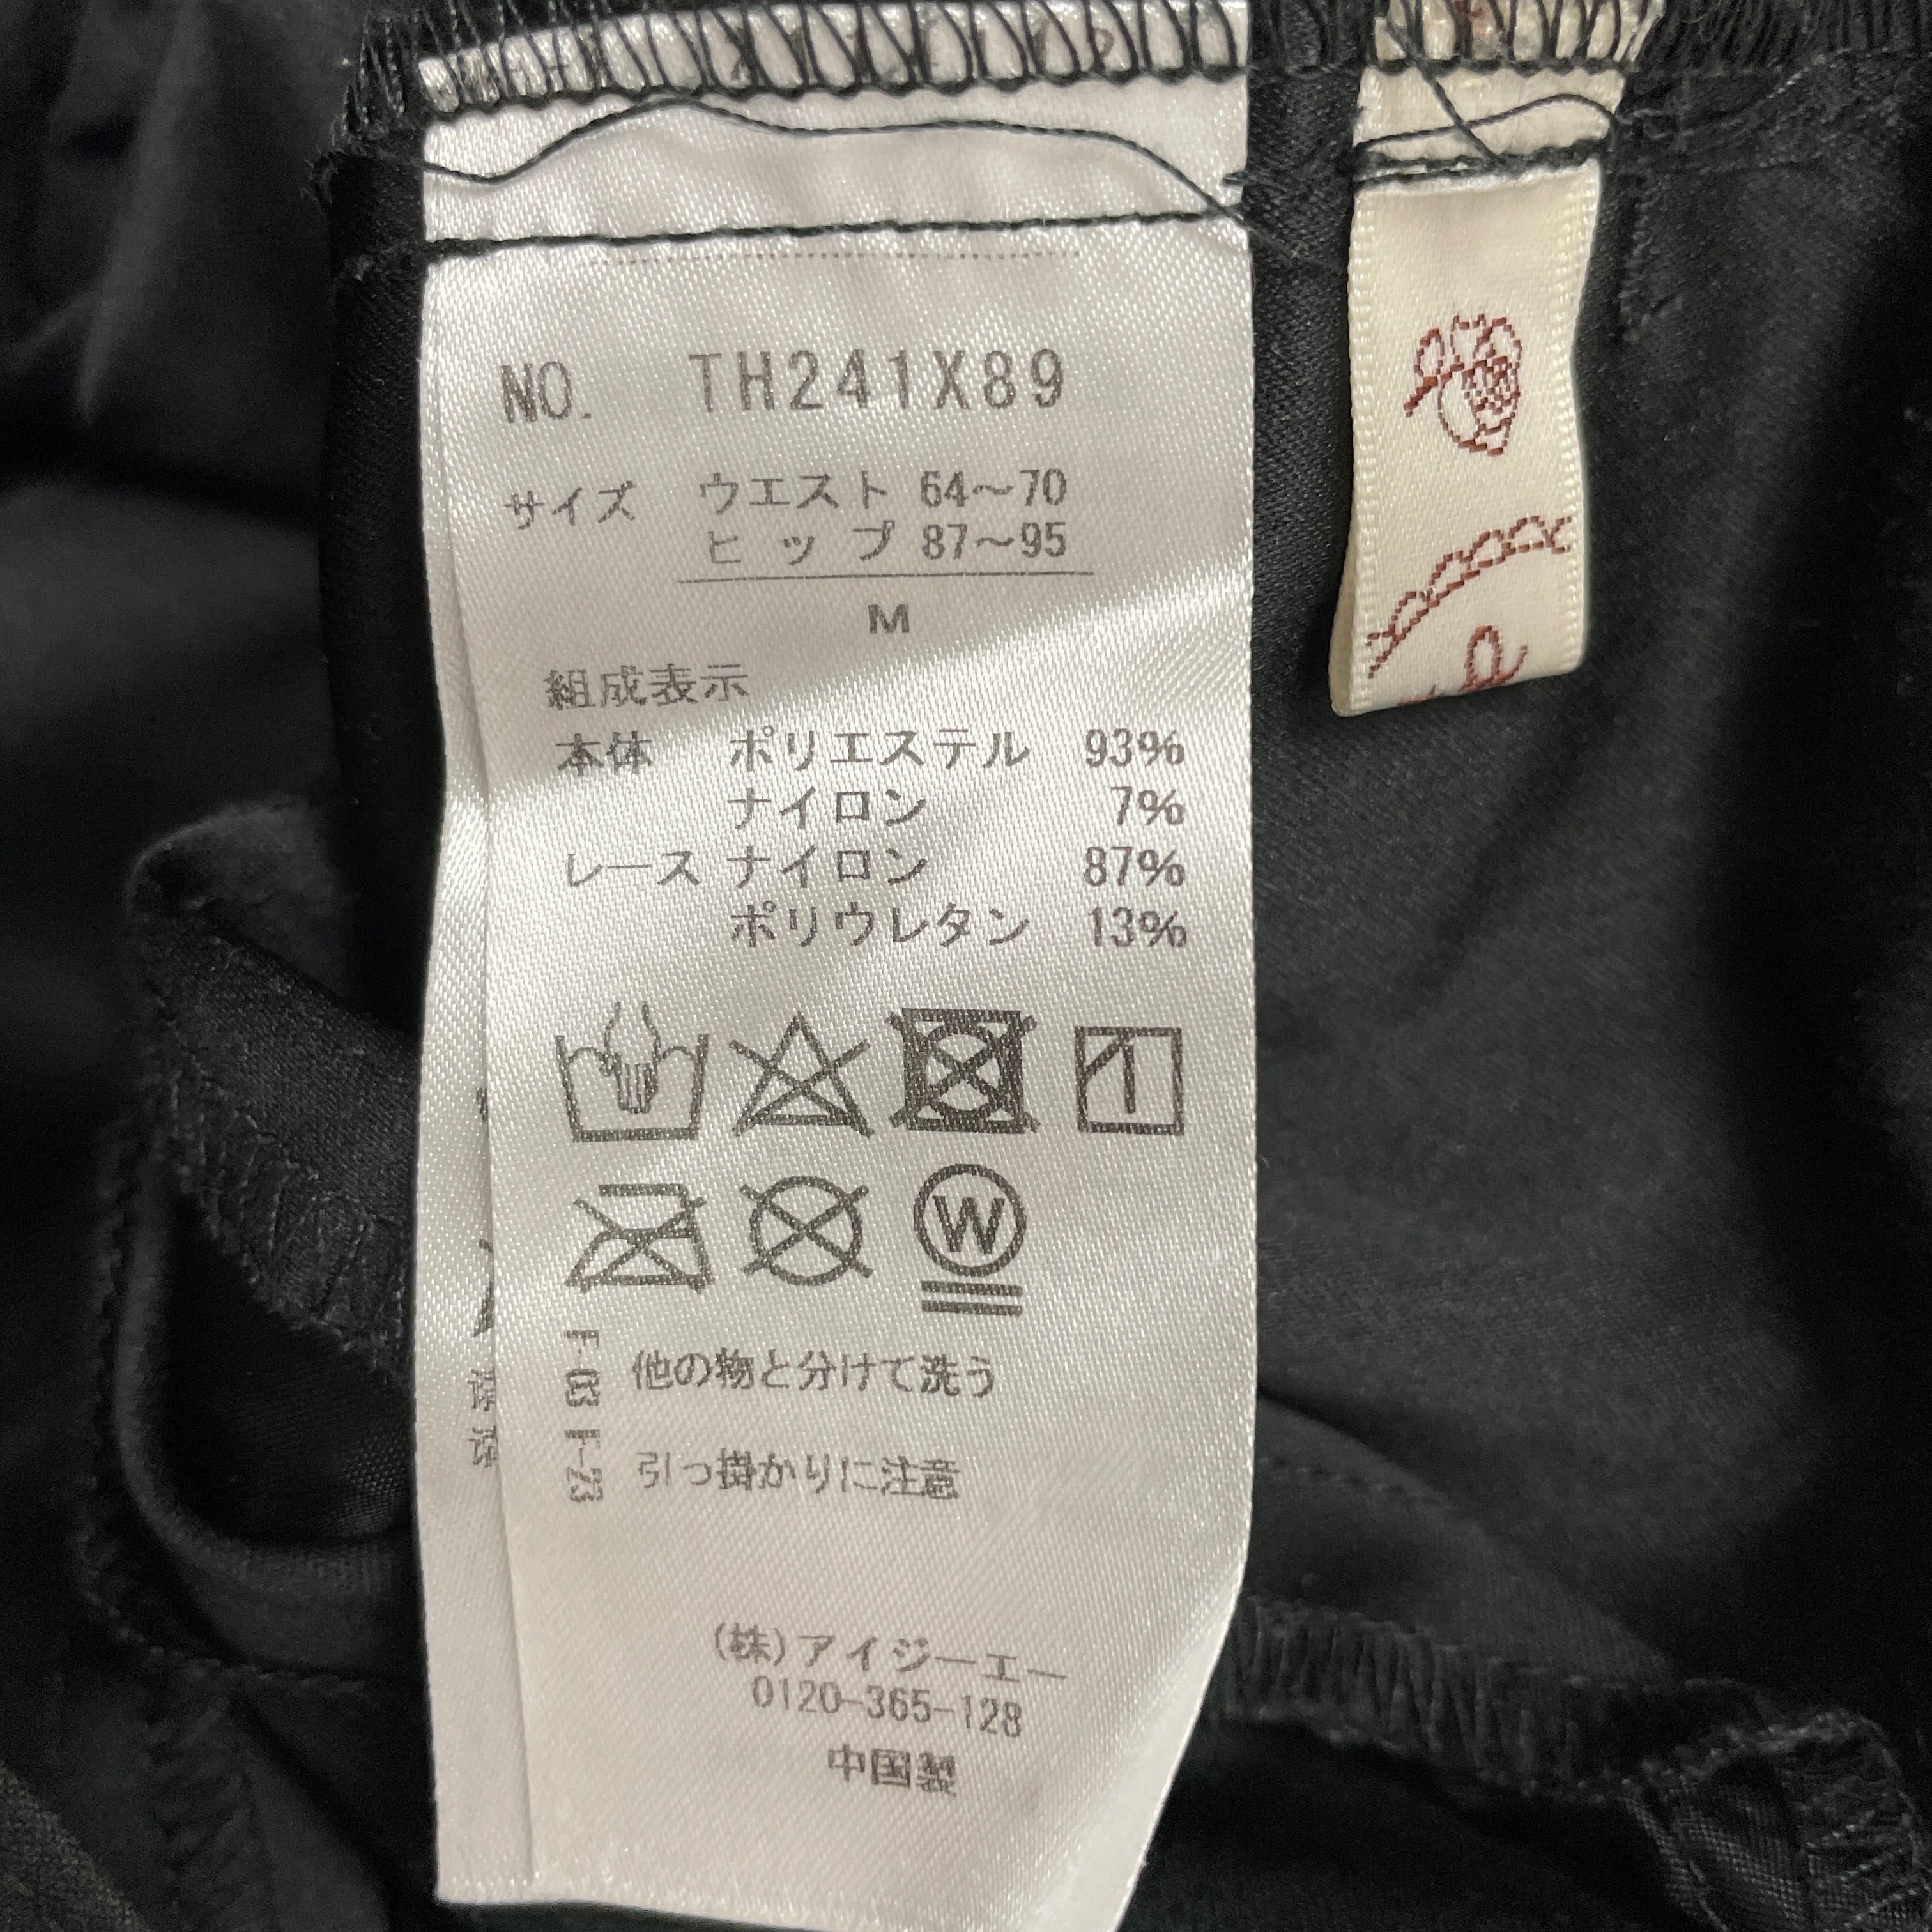 NO. TH241X89
サイズ ウエスト 64～70
ヒップ 87～95
M
組成表示
本体 ポリエステル 93%
ナイロン 7%
レース ナイロン 87%
ポリウレタン 13%
W
F-03 他の物と分けて洗う
F-23 引っ掛かりに注意
(株)アイジーエー
0120-365-128
中国製